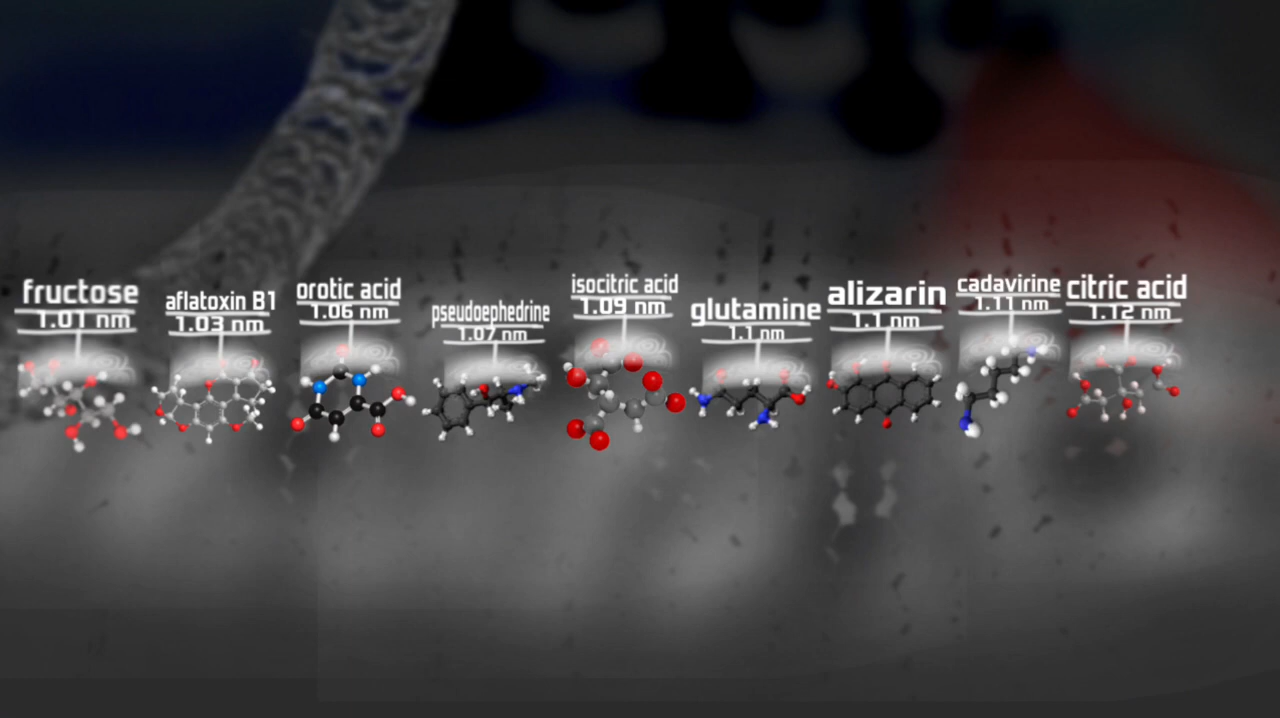 fructose
1.01 nm
aflatoxin B1
1.03 nm
orotic acid
1.06 nm
pseudoephedrine
1.07 nm
isocitric acid
1.09 nm
glutamine
1.1 nm
alizarin
1.1 nm
cadavirine
1.11 nm
citric acid
1.12 nm